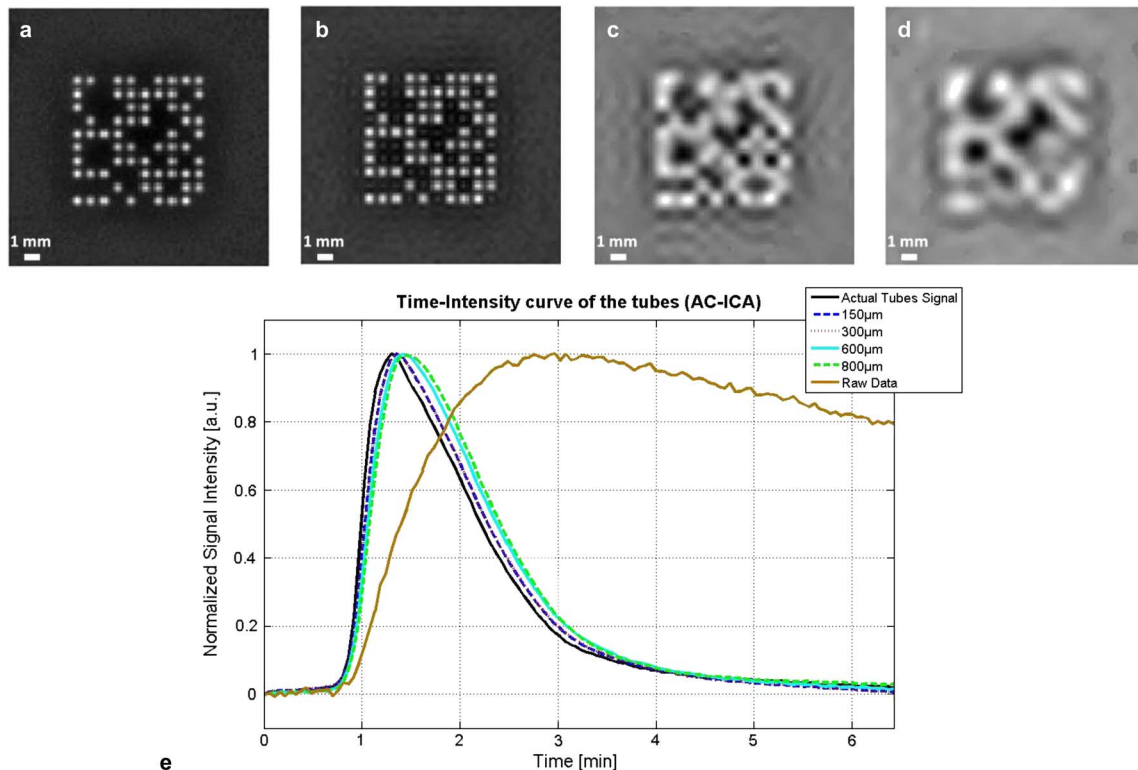 a
b
c
d
1 mm
1 mm
1 mm
1 mm
Time-Intensity curve of the tubes (AC-ICA)
Actual Tubes Signal
150µm
300µm
600µm
800µm
Raw Data
Normalized Signal Intensity [a.u.]
1
0.8
0.6
0.4
0.2
0
0 1 2 3 4 5 6
Time [min]
e